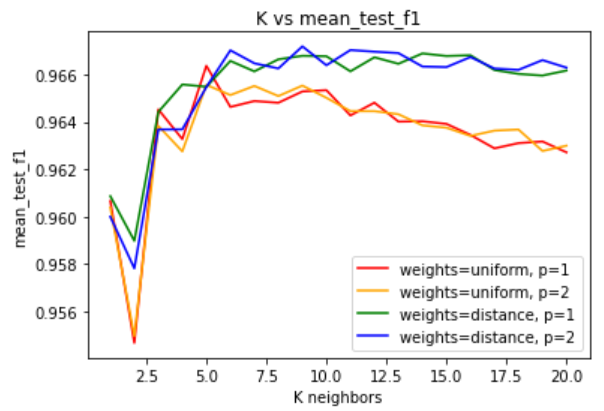 K vs mean_test_f1
mean_test_f1
0.966
0.964
0.962
0.960
0.958
0.956
weights=uniform, p=1
weights=uniform, p=2
weights=distance, p=1
weights=distance, p=2
2.5 5.0 7.5 10.0 12.5 15.0 17.5 20.0
K neighbors